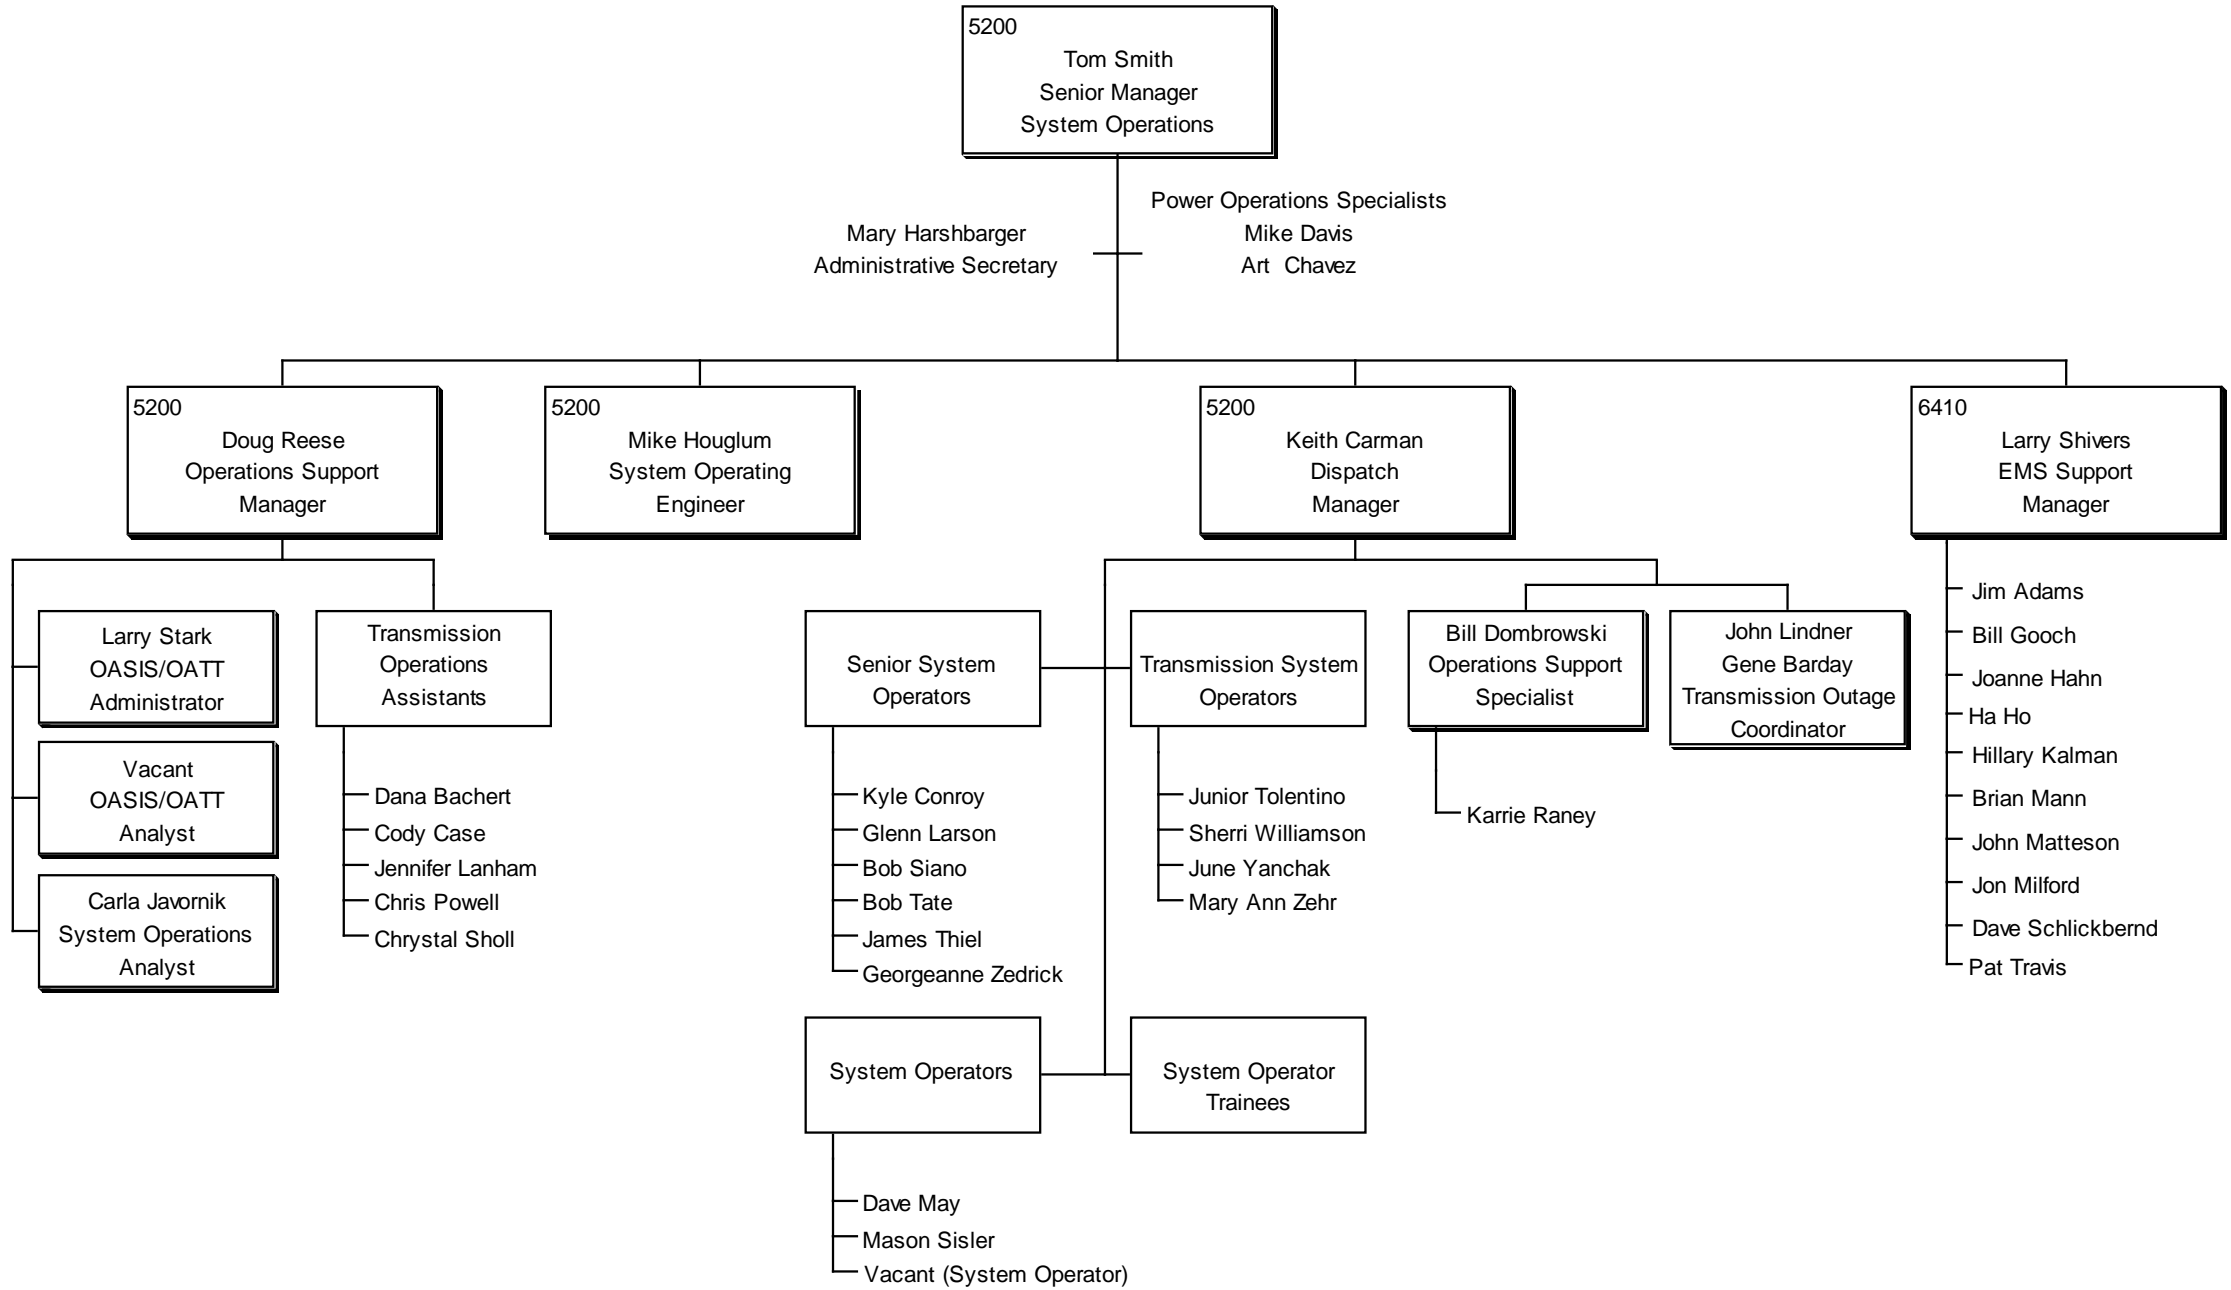 5200
Tom Smith
Senior Manager
System Operations
Mary Harshbarger
Administrative Secretary
Power Operations Specialists
Mike Davis
Art Chavez
5200
Doug Reese
Operations Support
Manager
5200
Mike Houglum
System Operating
Engineer
5200
Keith Carman
Dispatch
Manager
6410
Larry Shivers
EMS Support
Manager
Larry Stark
OASIS/OATT
Administrator
Vacant
OASIS/OATT
Analyst
Carla Javornik
System Operations
Analyst
Transmission
Operations
Assistants
Dana Bachert
Cody Case
Jennifer Lanham
Chris Powell
Chrystal Sholl
Senior System
Operators
Kyle Conroy
Glenn Larson
Bob Siano
Bob Tate
James Thiel
Georgeanne Zedrick
Transmission System
Operators
Junior Tolentino
Sherri Williamson
June Yanchak
Mary Ann Zehr
Bill Dombrowski
Operations Support
Specialist
Karrie Raney
John Lindner
Gene Barday
Transmission Outage
Coordinator
Jim Adams
Bill Gooch
Joanne Hahn
Ha Ho
Hillary Kalman
Brian Mann
John Matteson
Jon Milford
Dave Schlickbernd
Pat Travis
System Operators
Dave May
Mason Sisler
Vacant (System Operator)
System Operator
Trainees